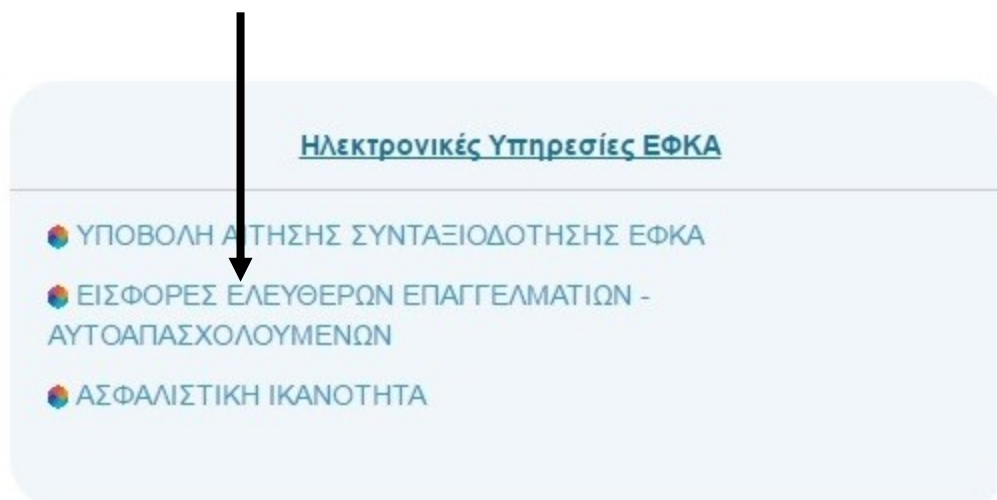 Ηλεκτρονικές Υπηρεσίες ΕΦΚΑ
ΥΠΟΒΟΛΗ ΑΙΤΗΣΗΣ ΣΥΝΤΑΞΙΟΔΟΤΗΣΗΣ ΕΦΚΑ
ΕΙΣΦΟΡΕΣ ΕΛΕΥΘΕΡΩΝ ΕΠΑΓΓΕΛΜΑΤΙΩΝ -
ΑΥΤΟΑΠΑΣΧΟΛΟΥΜΕΝΩΝ
ΑΣΦΑΛΙΣΤΙΚΗ ΙΚΑΝΟΤΗΤΑ